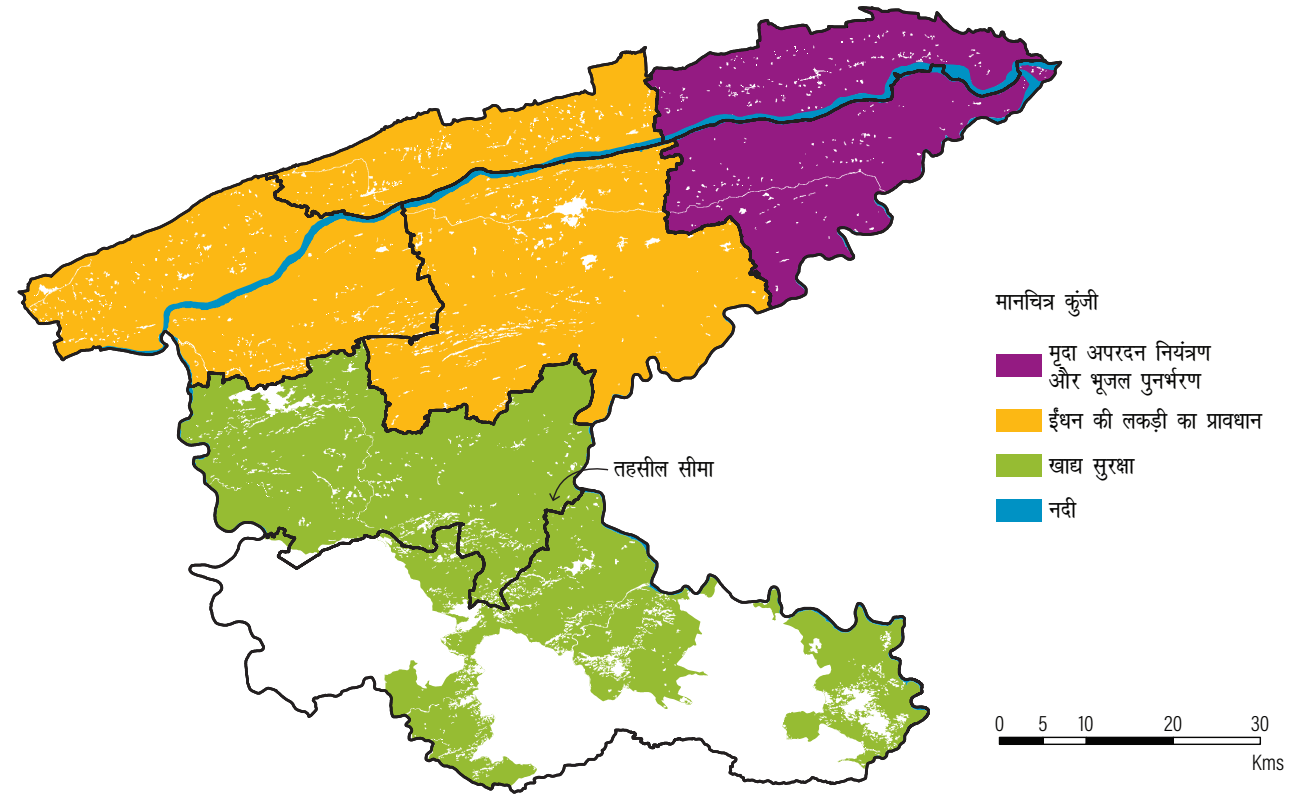 मानचित्र कुंजी
मृदा अपरदन नियंत्रण
और भूजल पुनर्भरण
ईंधन की लकड़ी का प्रावधान
खाद्य सुरक्षा
नदी
तहसील सीमा
0 5 10 20 30
Kms